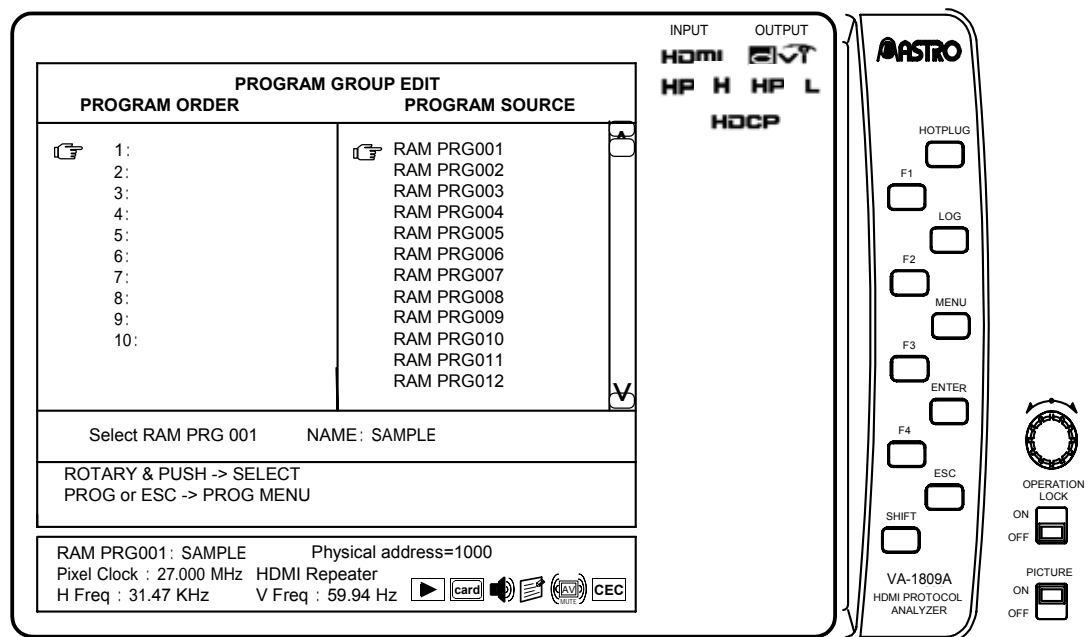 INPUT OUTPUT
HDMI DVI
HP H HP L
HDCP
PROGRAM GROUP EDIT
PROGRAM ORDER PROGRAM SOURCE
1: RAM PRG001
2: RAM PRG002
3: RAM PRG003
4: RAM PRG004
5: RAM PRG005
6: RAM PRG006
7: RAM PRG007
8: RAM PRG008
9: RAM PRG009
10: RAM PRG010
RAM PRG011
RAM PRG012
Select RAM PRG 001 NAME: SAMPLE
ROTARY & PUSH -> SELECT
PROG or ESC -> PROG MENU
RAM PRG001: SAMPLE Physical address=1000
Pixel Clock : 27.000 MHz HDMI Repeater
H Freq : 31.47 KHz V Freq : 59.94 Hz card AV MUTE CEC
ASTRO
HOTPLUG
F1
LOG
F2
MENU
F3
ENTER
F4
ESC
SHIFT
VA-1809A
HDMI PROTOCOL
ANALYZER
OPERATION
LOCK
ON
OFF
PICTURE
ON
OFF